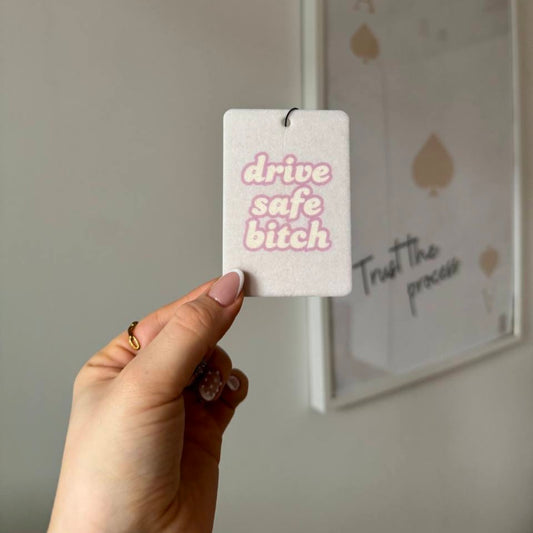 drive
safe
bitch
A
Trust the
process
A